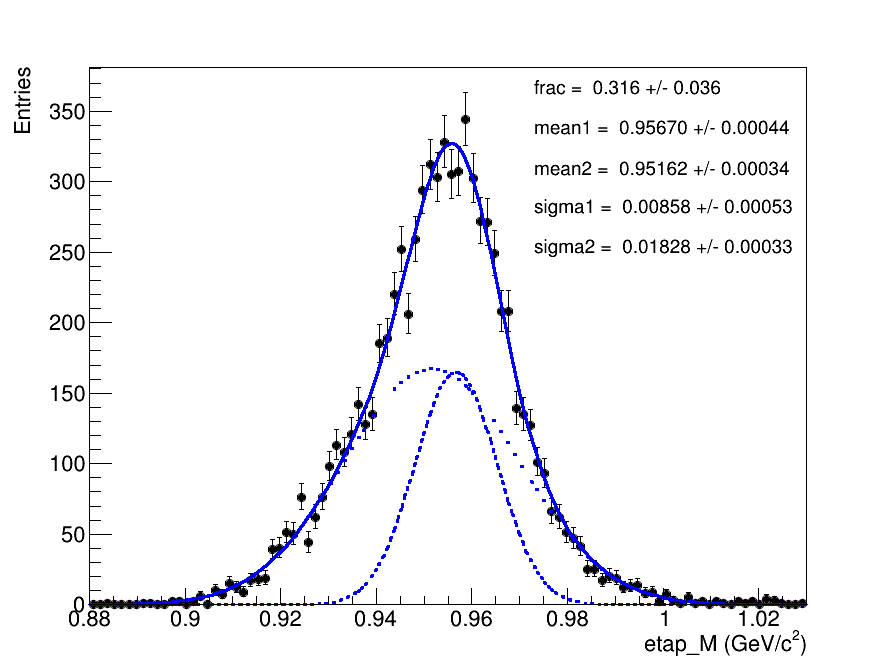 Entries
frac = 0.316 +/- 0.036
mean1 = 0.95670 +/- 0.00044
mean2 = 0.95162 +/- 0.00034
sigma1 = 0.00858 +/- 0.00053
sigma2 = 0.01828 +/- 0.00033
350
300
250
200
150
100
50
0
0.88 0.9 0.92 0.94 0.96 0.98 1 1.02
etap_M (GeV/c²)